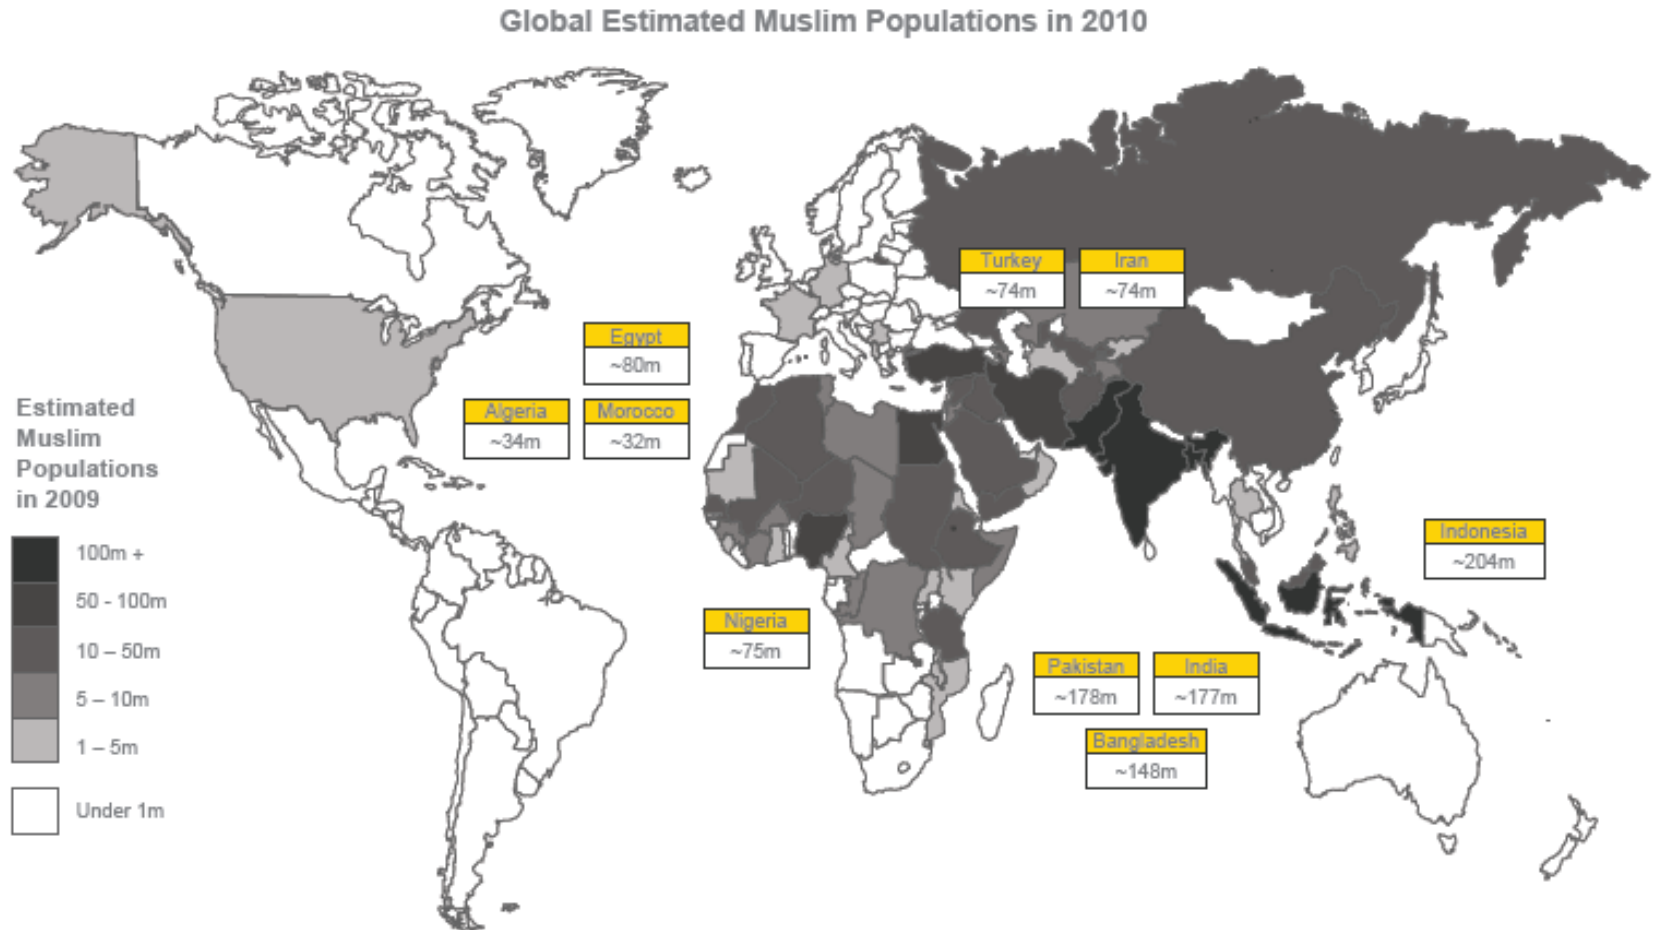 Global Estimated Muslim Populations in 2010
Turkey
~74m
Iran
~74m
Egypt
~80m
Algeria
~34m
Morocco
~32m
Estimated
Muslim
Populations
in 2009
100m +
50 - 100m
10 – 50m
5 – 10m
1 – 5m
Under 1m
Indonesia
~204m
Nigeria
~75m
Pakistan
~178m
India
~177m
Bangladesh
~148m